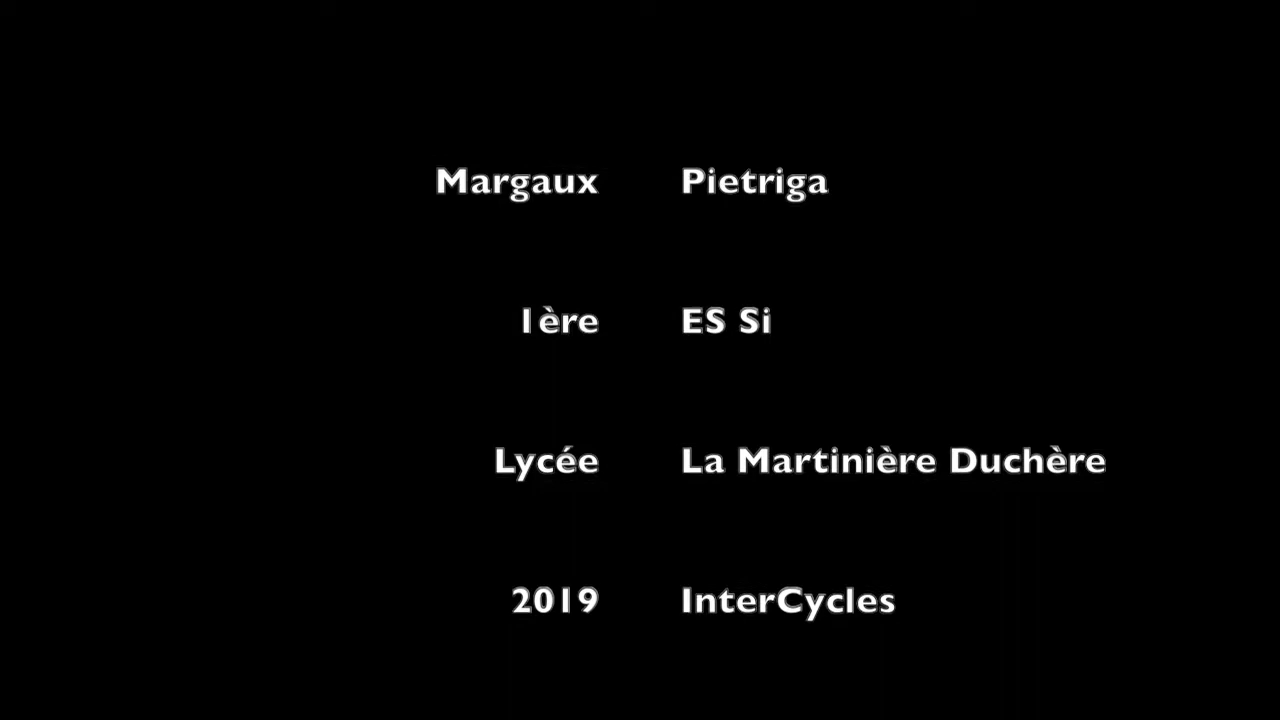 Margaux Pietriga
1ère ES Si
Lycée La Martinière Duchère
2019 InterCycles